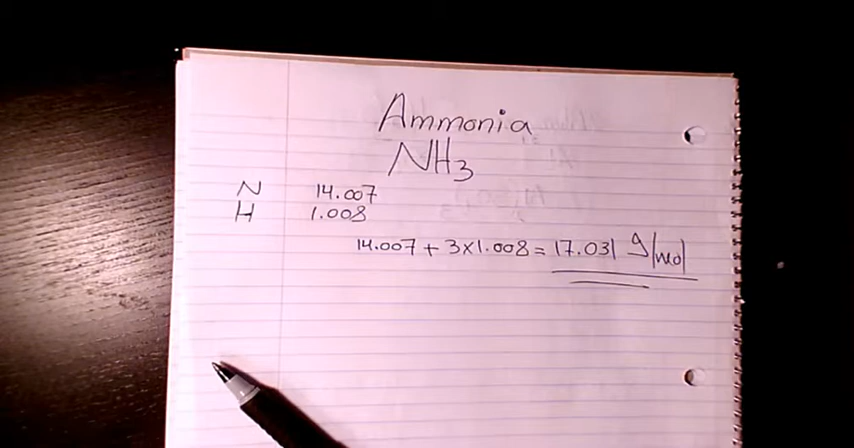 Ammonia
NH3
N 14.007
H 1.008
14.007 + 3x1.008 = 17.031 g/mol